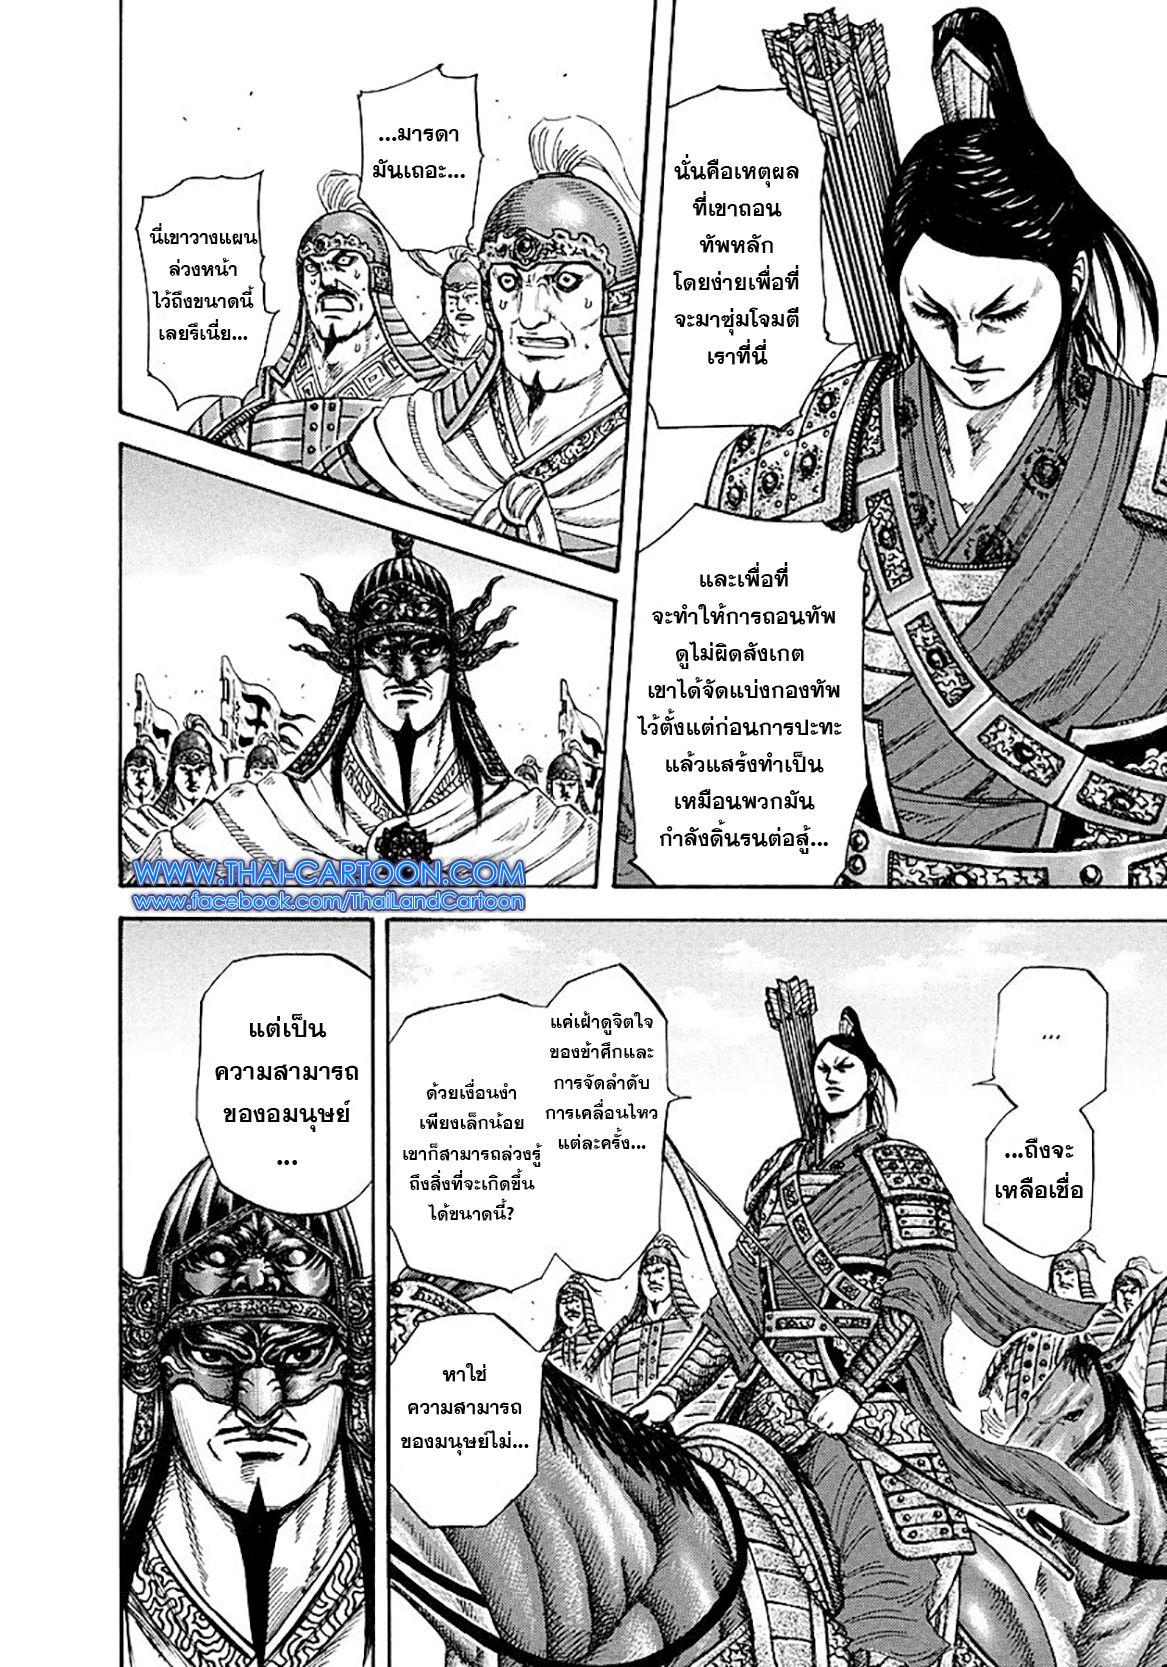 นั่นคือเหตุผล
ที่เขาถอน
ทัพหลัก
โดยง่ายเพื่อที่
จะมาซุ่มโจมตี
เราที่นี่
และเพื่อที่
จะทำให้การถอนทัพ
ดูไม่ผิดสังเกต
เขาได้จัดแบ่งกองทัพ
ไว้ตั้งแต่ก่อนการปะทะ
แล้วแสร้งทำเป็น
เหมือนพวกมัน
กำลังดิ้นรนต่อสู้...
...มารดา
มันเถอะ...
นี่เขาวางแผน
ล่วงหน้า
ไว้ถึงขนาดนี้
เลยรึเนี่ย...
WWW.THAI-CARTOON.COM
www.facebook.com/ThaiLandCartoon
...
...ถึงจะ
เหลือเชื่อ
แค่เฝ้าดูจิตใจ
ของข้าศึกและ
การจัดลำดับ
การเคลื่อนไหว
แต่ละครั้ง...
ด้วยเงื่อนงำ
เพียงเล็กน้อย
เขาก็สามารถล่วงรู้
ถึงสิ่งที่จะเกิดขึ้น
ได้ขนาดนี้?
หาใช่
ความสามารถ
ของมนุษย์ไม่...
แต่เป็น
ความสามารถ
ของอมนุษย์
...